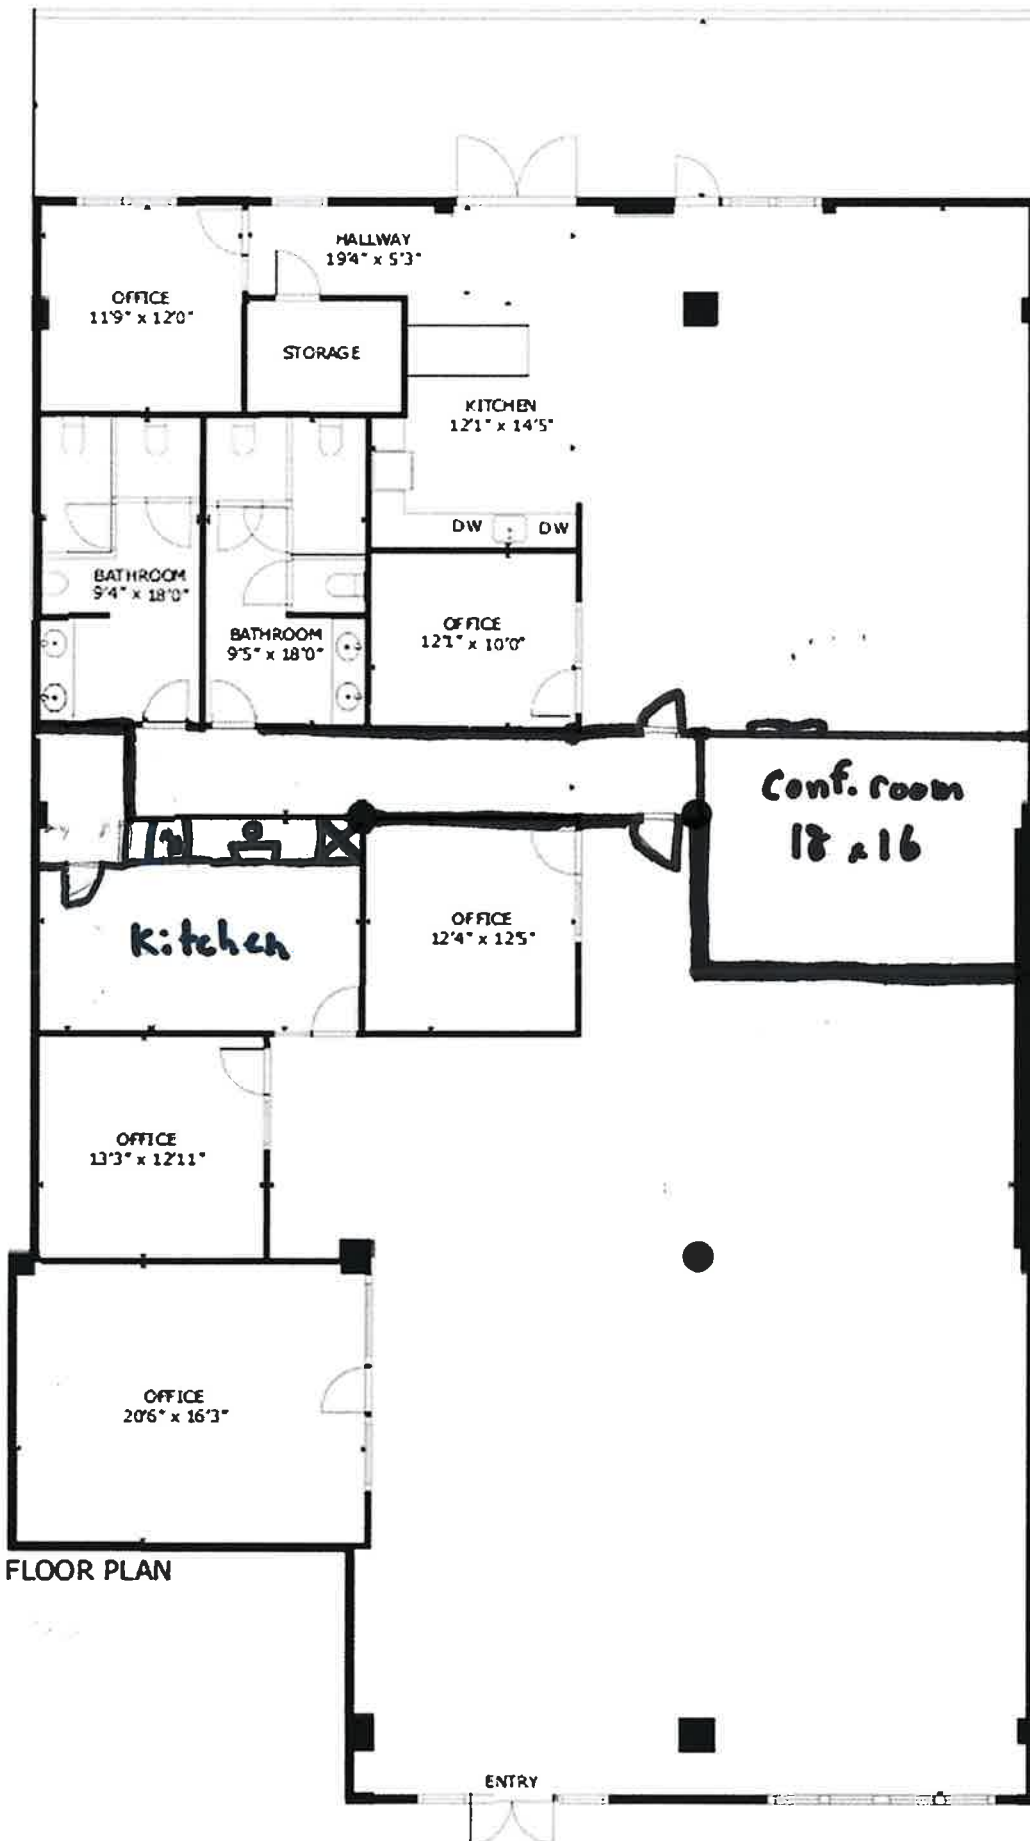 HALLWAY
19'4" x 5'3"
OFFICE
11'9" x 12'0"
STORAGE
KITCHEN
12'1" x 14'5"
DW
DW
BATHROOM
9'4" x 18'0"
OFFICE
12'1" x 10'0"
BATHROOM
9'5" x 18'0"
Conf. room
18 x 16
Kitchen
OFFICE
12'4" x 12'5"
OFFICE
13'3" x 12'11"
OFFICE
20'6" x 16'3"
FLOOR PLAN
ENTRY